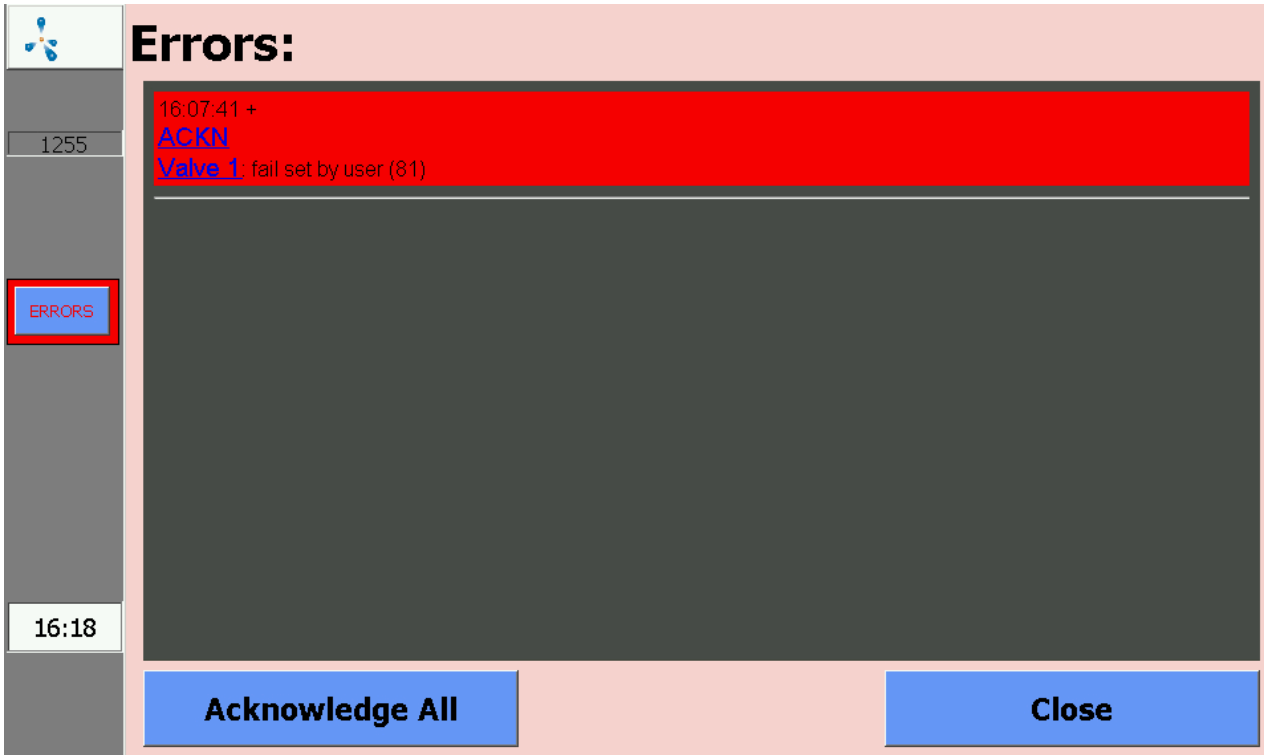 Errors:
16:07:41 +
ACKN
Valve 1: fail set by user (81)
1255
ERRORS
16:18
Acknowledge All
Close